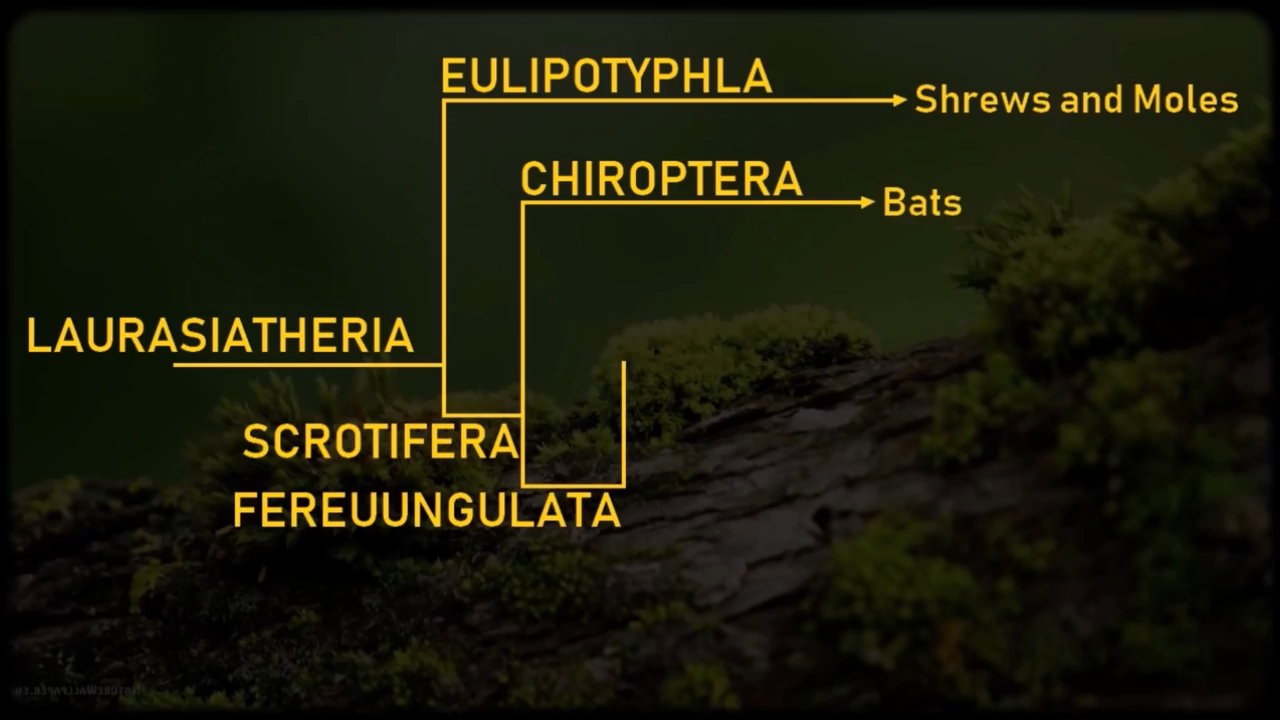 EULIPOTYPHLA
Shrews and Moles
CHIROPTERA
Bats
LAURASIATHERIA
SCROTIFERA
FEREUUNGULATA